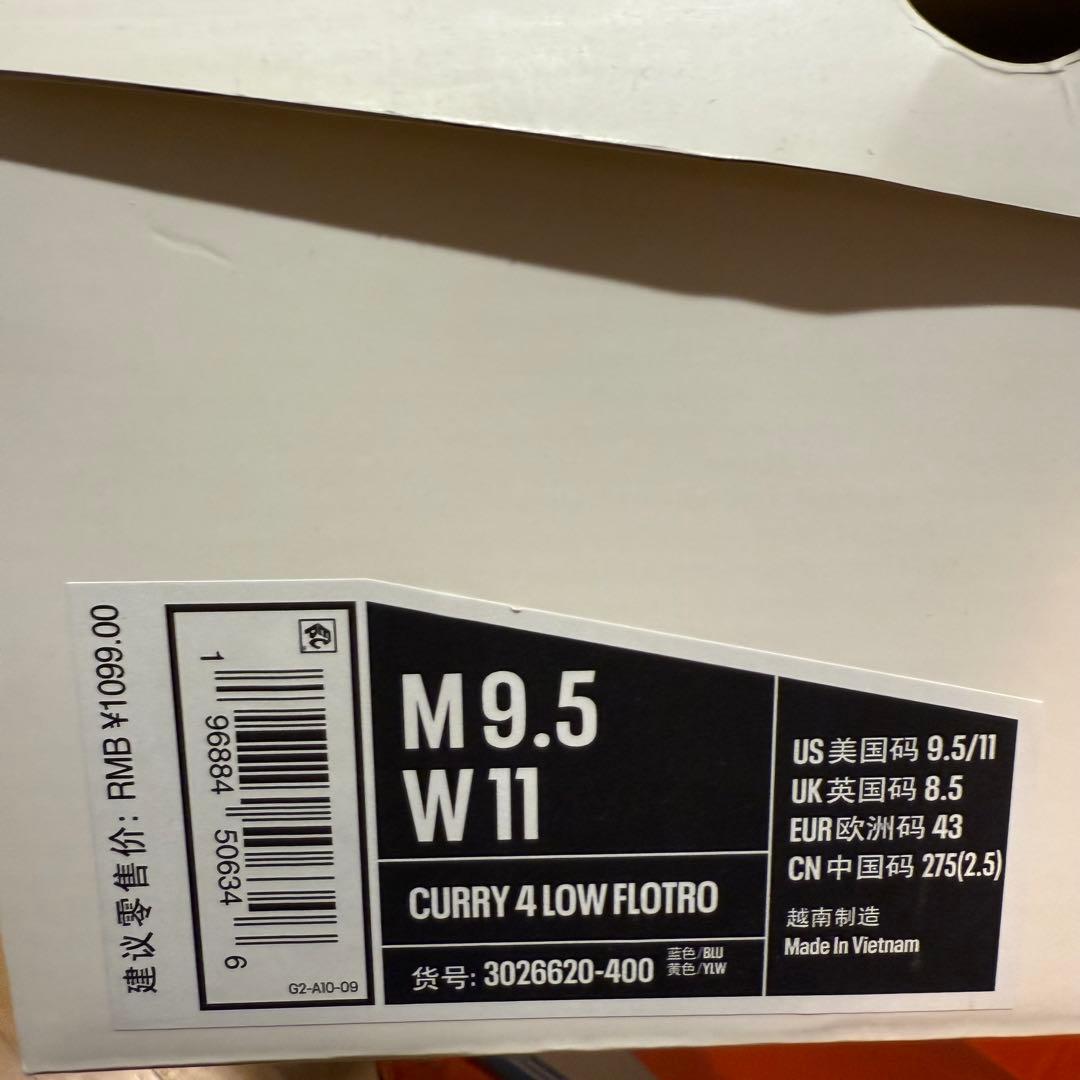 建议零售价: RMB ¥1099.00
1 96884 50634 6
G2-A10-09
M 9.5
W 11
CURRY 4 LOW FLOTRO
货号: 3026620-400 蓝色/BLU
黄色/YLW
US 美国码 9.5/11
UK 英国码 8.5
EUR 欧洲码 43
CN 中国码 275(2.5)
越南制造
Made In Vietnam